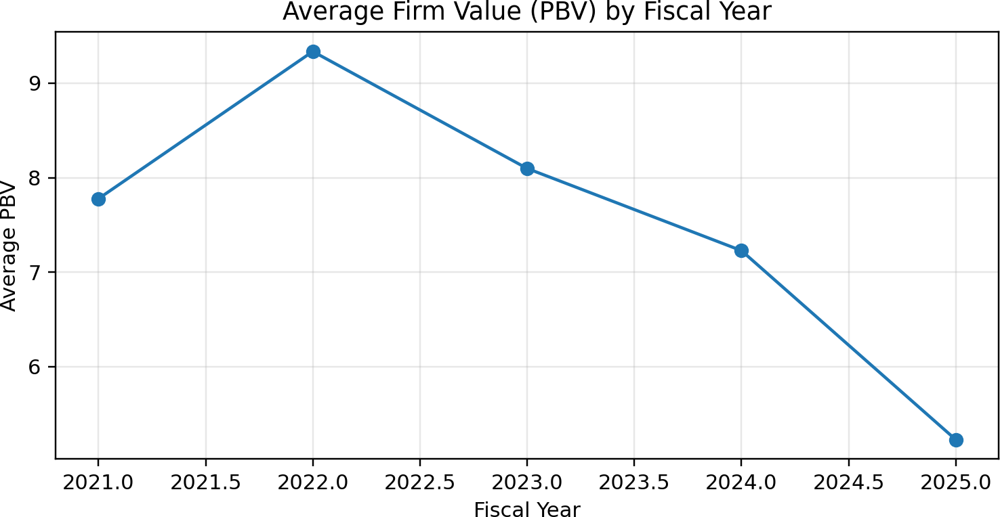 Average Firm Value (PBV) by Fiscal Year
9
8
7
6
Average PBV
2021.0 2021.5 2022.0 2022.5 2023.0 2023.5 2024.0 2024.5 2025.0
Fiscal Year